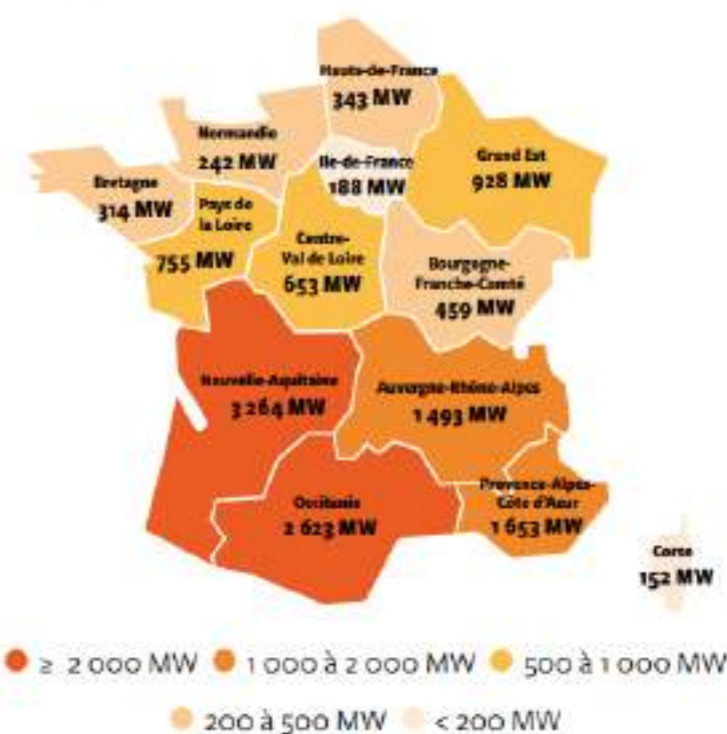 Hauts-de-France
343 MW
Normandie
242 MW
Ile-de-France
188 MW
Grand Est
928 MW
Bretagne
314 MW
Pays de
la Loire
755 MW
Centre-
Val de Loire
653 MW
Bourgogne-
Franche-Comté
459 MW
Nouvelle-Aquitaine
3 264 MW
Auvergne-Rhône-Alpes
1 493 MW
Occitanie
2 623 MW
Provence-Alpes-
Côte d'Azur
1 653 MW
Corse
152 MW
≥ 2 000 MW
1 000 à 2 000 MW
500 à 1 000 MW
200 à 500 MW
< 200 MW